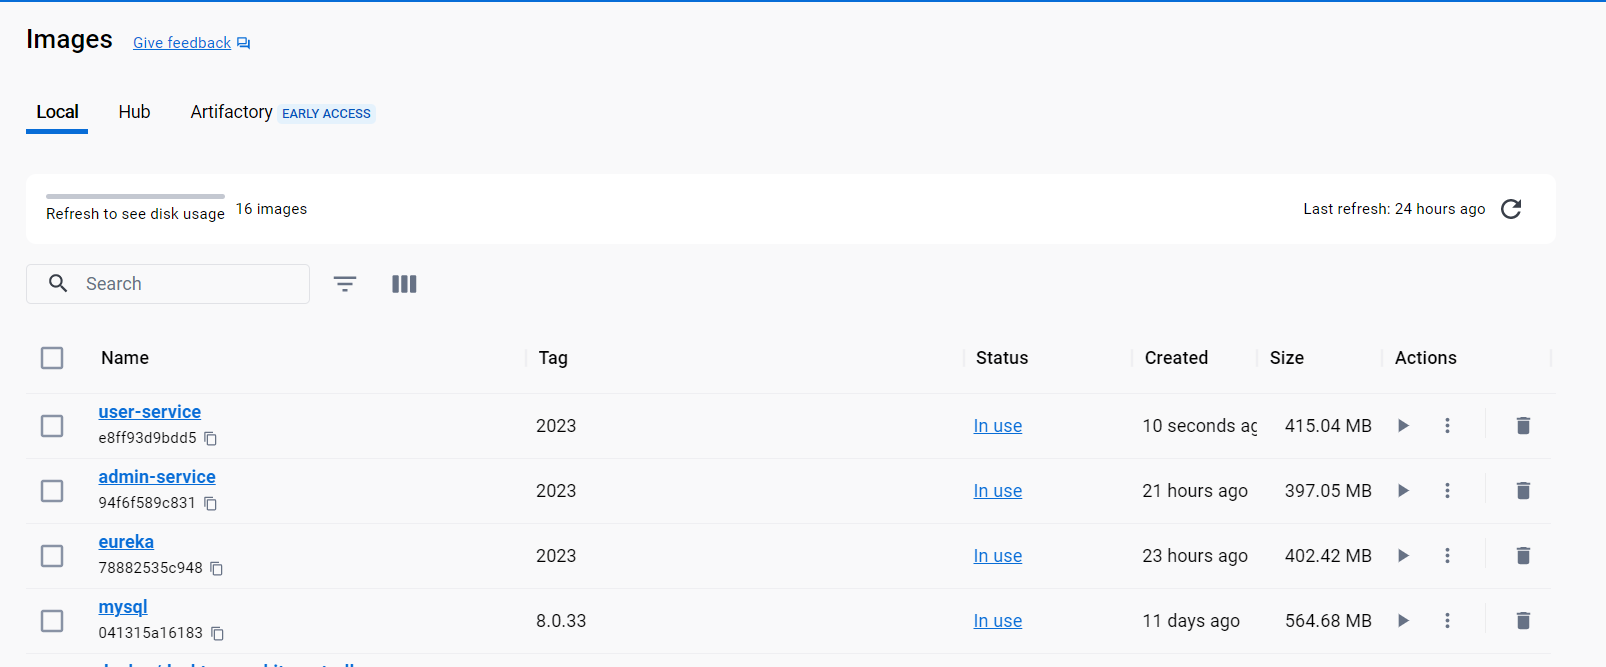 Images Give feedback
Local Hub Artifactory EARLY ACCESS
Refresh to see disk usage 16 images Last refresh: 24 hours ago
Search
Name Tag Status Created Size Actions
user-service
e8ff93d9bdd5 2023 In use 10 seconds 415.04 MB
admin-service
94f6f589c831 2023 In use 21 hours ago 397.05 MB
eureka
78882535c948 2023 In use 23 hours ago 402.42 MB
mysql
041315a16183 8.0.33 In use 11 days ago 564.68 MB